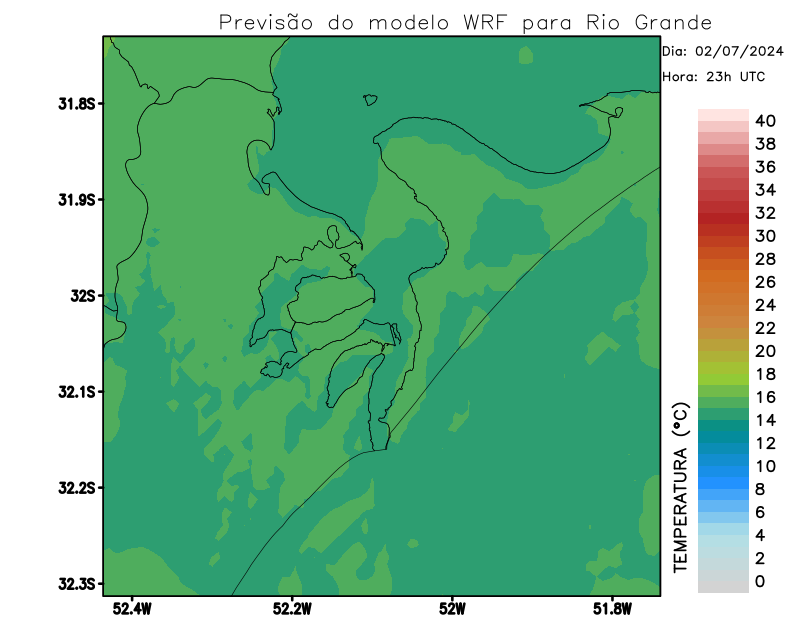 Previsão do modelo WRF para Rio Grande
Dia: 02/07/2024
Hora: 23h UTC
31.8S
31.9S
32S
32.1S
32.2S
32.3S
52.4W
52.2W
52W
51.8W
TEMPERATURA (°C)
40
38
36
34
32
30
28
26
24
22
20
18
16
14
12
10
8
6
4
2
0